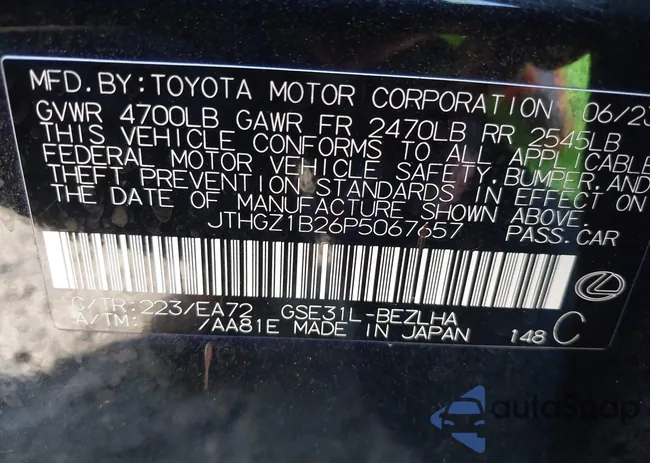 MFD. BY: TOYOTA MOTOR CORPORATION 06/23
GVWR 4700LB GAWR FR 2470LB RR 2545LB
THIS VEHICLE CONFORMS TO ALL APPLICABLE
FEDERAL MOTOR VEHICLE SAFETY, BUMPER, AND
THEFT PREVENTION STANDARDS IN EFFECT ON
THE DATE OF MANUFACTURE SHOWN ABOVE.
JTHGZ1B26P5067657 PASS. CAR
C/TR: 223/EA72 GSE31L-BEZLHA
A/TM: /AA81E MADE IN JAPAN 148 C
autoSnap